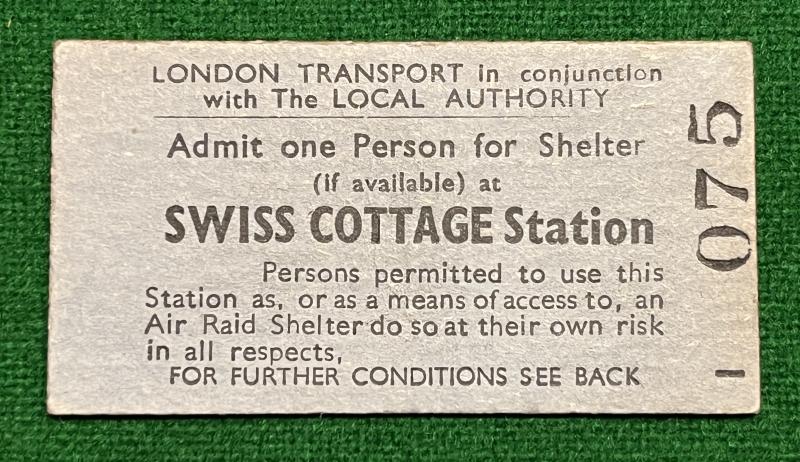 LONDON TRANSPORT in conjunction
with The LOCAL AUTHORITY
Admit one Person for Shelter
(if available) at
SWISS COTTAGE Station
Persons permitted to use this
Station as, or as a means of access to, an
Air Raid Shelter do so at their own risk
in all respects,
FOR FURTHER CONDITIONS SEE BACK
1 075